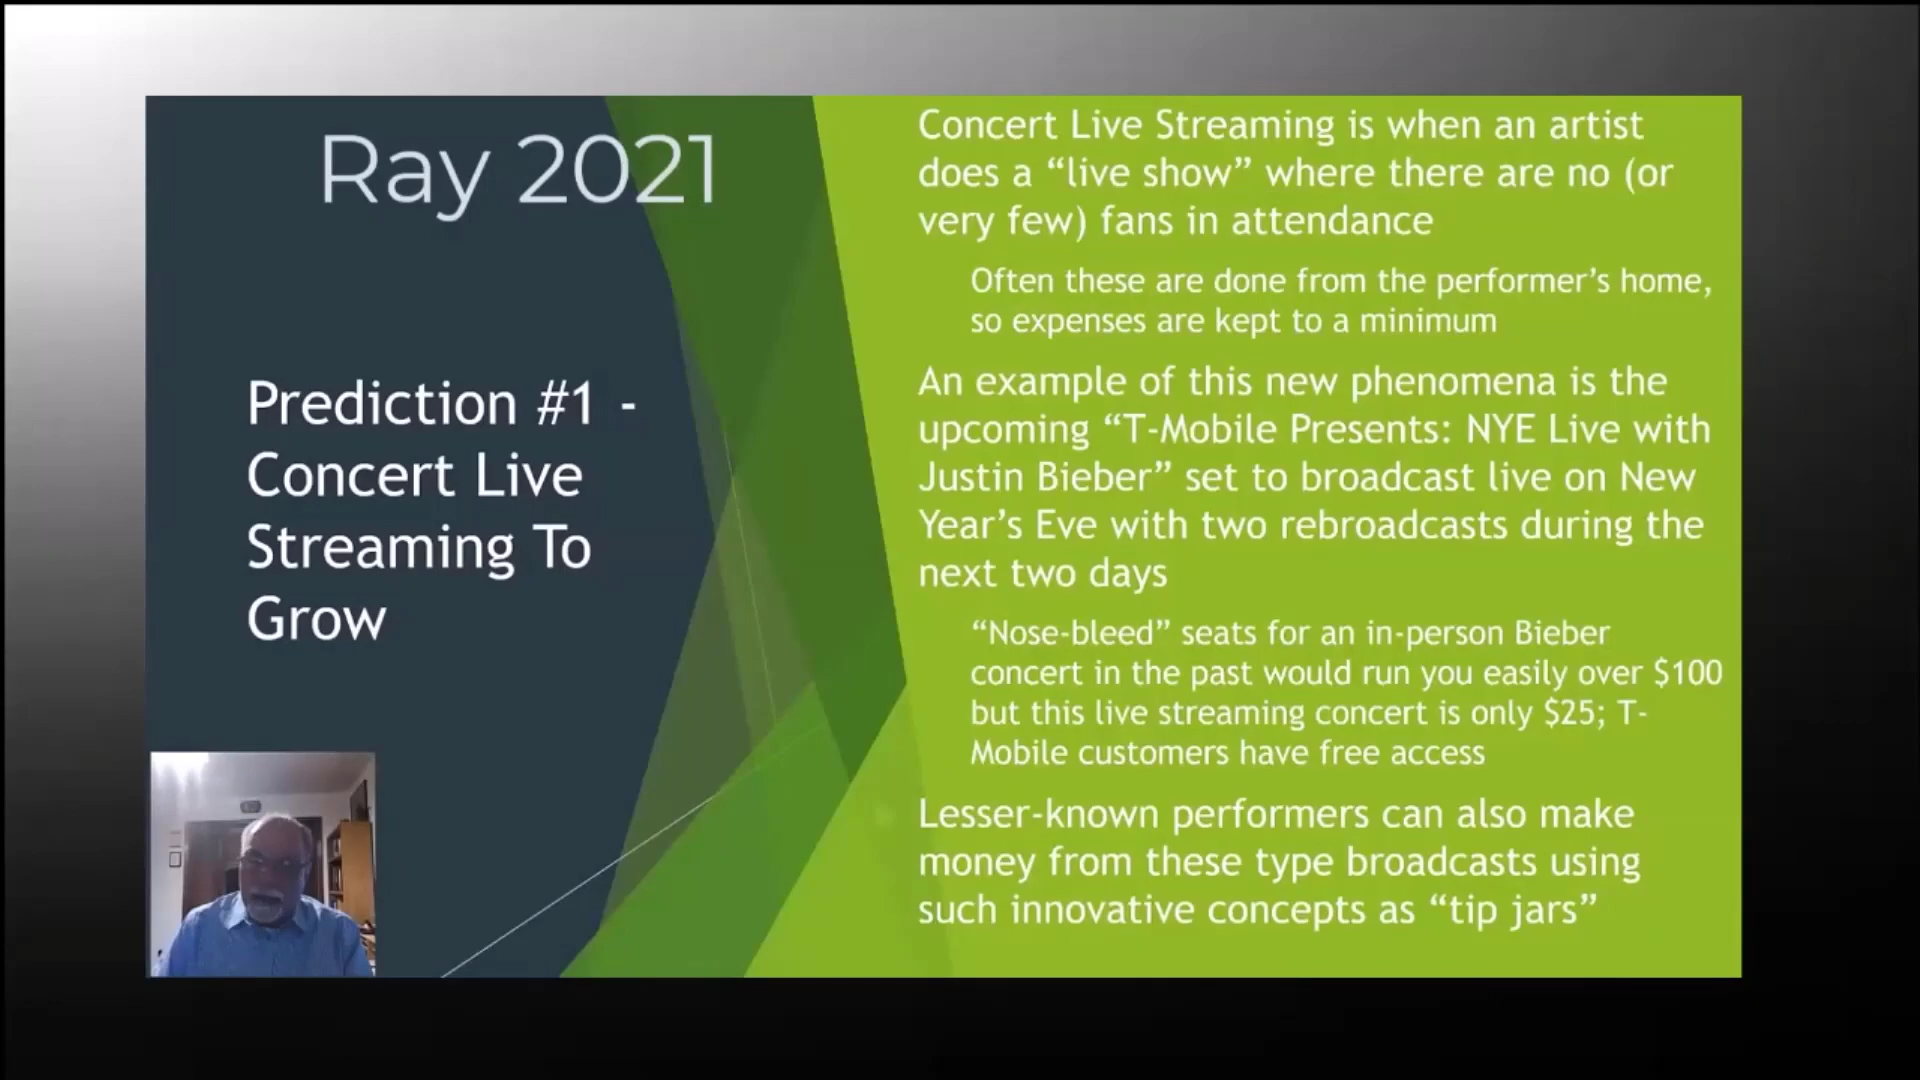 Ray 2021
Prediction #1 -
Concert Live
Streaming To
Grow
Concert Live Streaming is when an artist
does a “live show” where there are no (or
very few) fans in attendance
Often these are done from the performer’s home,
so expenses are kept to a minimum
An example of this new phenomena is the
upcoming “T-Mobile Presents: NYE Live with
Justin Bieber” set to broadcast live on New
Year’s Eve with two rebroadcasts during the
next two days
“Nose-bleed” seats for an in-person Bieber
concert in the past would run you easily over $100
but this live streaming concert is only $25; T-
Mobile customers have free access
Lesser-known performers can also make
money from these type broadcasts using
such innovative concepts as “tip jars”